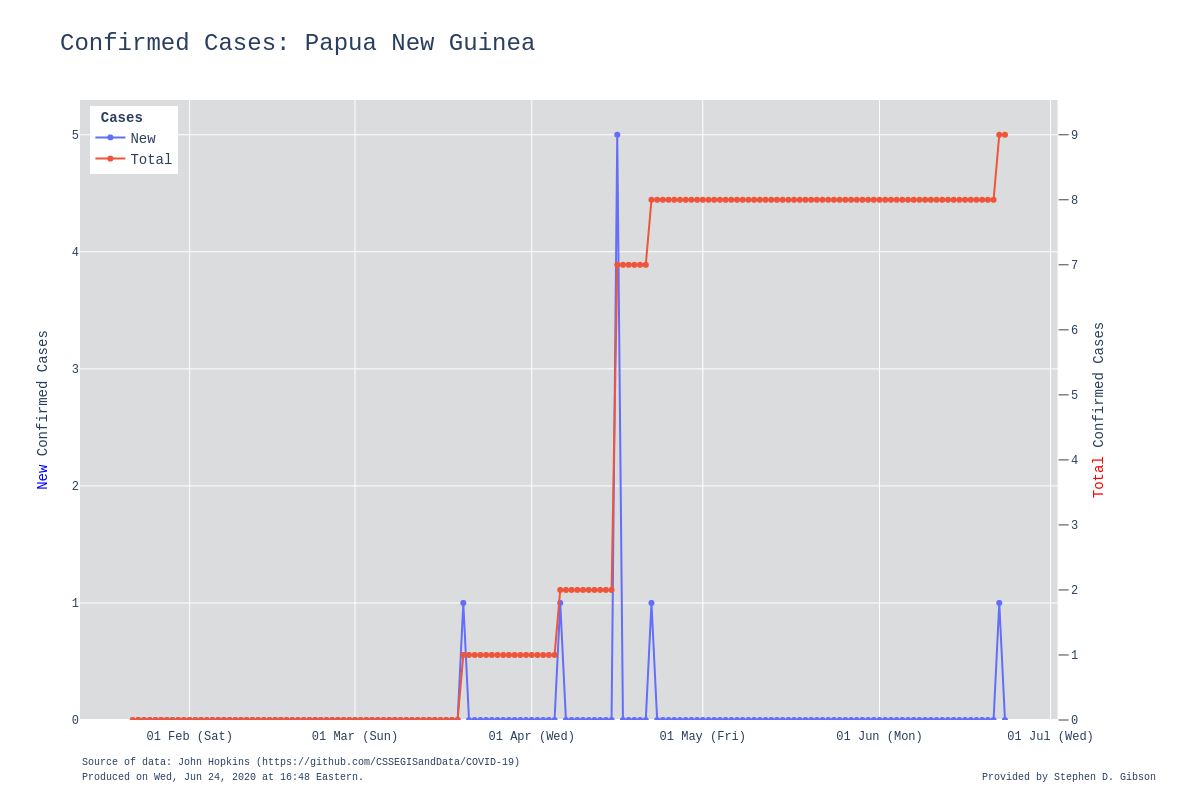 Confirmed Cases: Papua New Guinea
Cases
New
Total
5
4
3
2
1
0
9
8
7
6
5
4
3
2
1
0
New Confirmed Cases
Total Confirmed Cases
01 Feb (Sat)
01 Mar (Sun)
01 Apr (Wed)
01 May (Fri)
01 Jun (Mon)
01 Jul (Wed)
Source of data: John Hopkins (https://github.com/CSSEGISandData/COVID-19)
Produced on Wed, Jun 24, 2020 at 16:48 Eastern.
Provided by Stephen D. Gibson